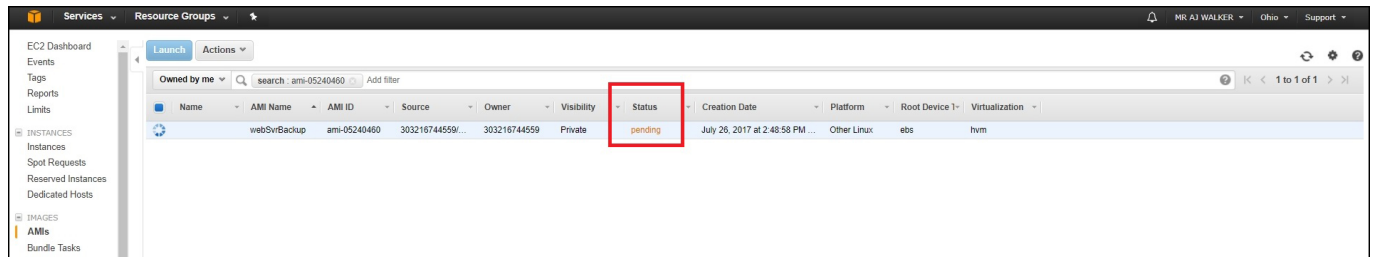 Services Resource Groups MR AJ WALKER Ohio Support
EC2 Dashboard
Events
Tags
Reports
Limits
INSTANCES
Instances
Spot Requests
Reserved Instances
Dedicated Hosts
IMAGES
AMIs
Bundle Tasks
Launch Actions
Owned by me search : ami-05240460 Add filter 1 to 1 of 1
Name AMI Name AMI ID Source Owner Visibility Status Creation Date Platform Root Device T Virtualization
webSvrBackup ami-05240460 303216744559/... 303216744559 Private pending July 26, 2017 at 2:48:58 PM ... Other Linux ebs hvm